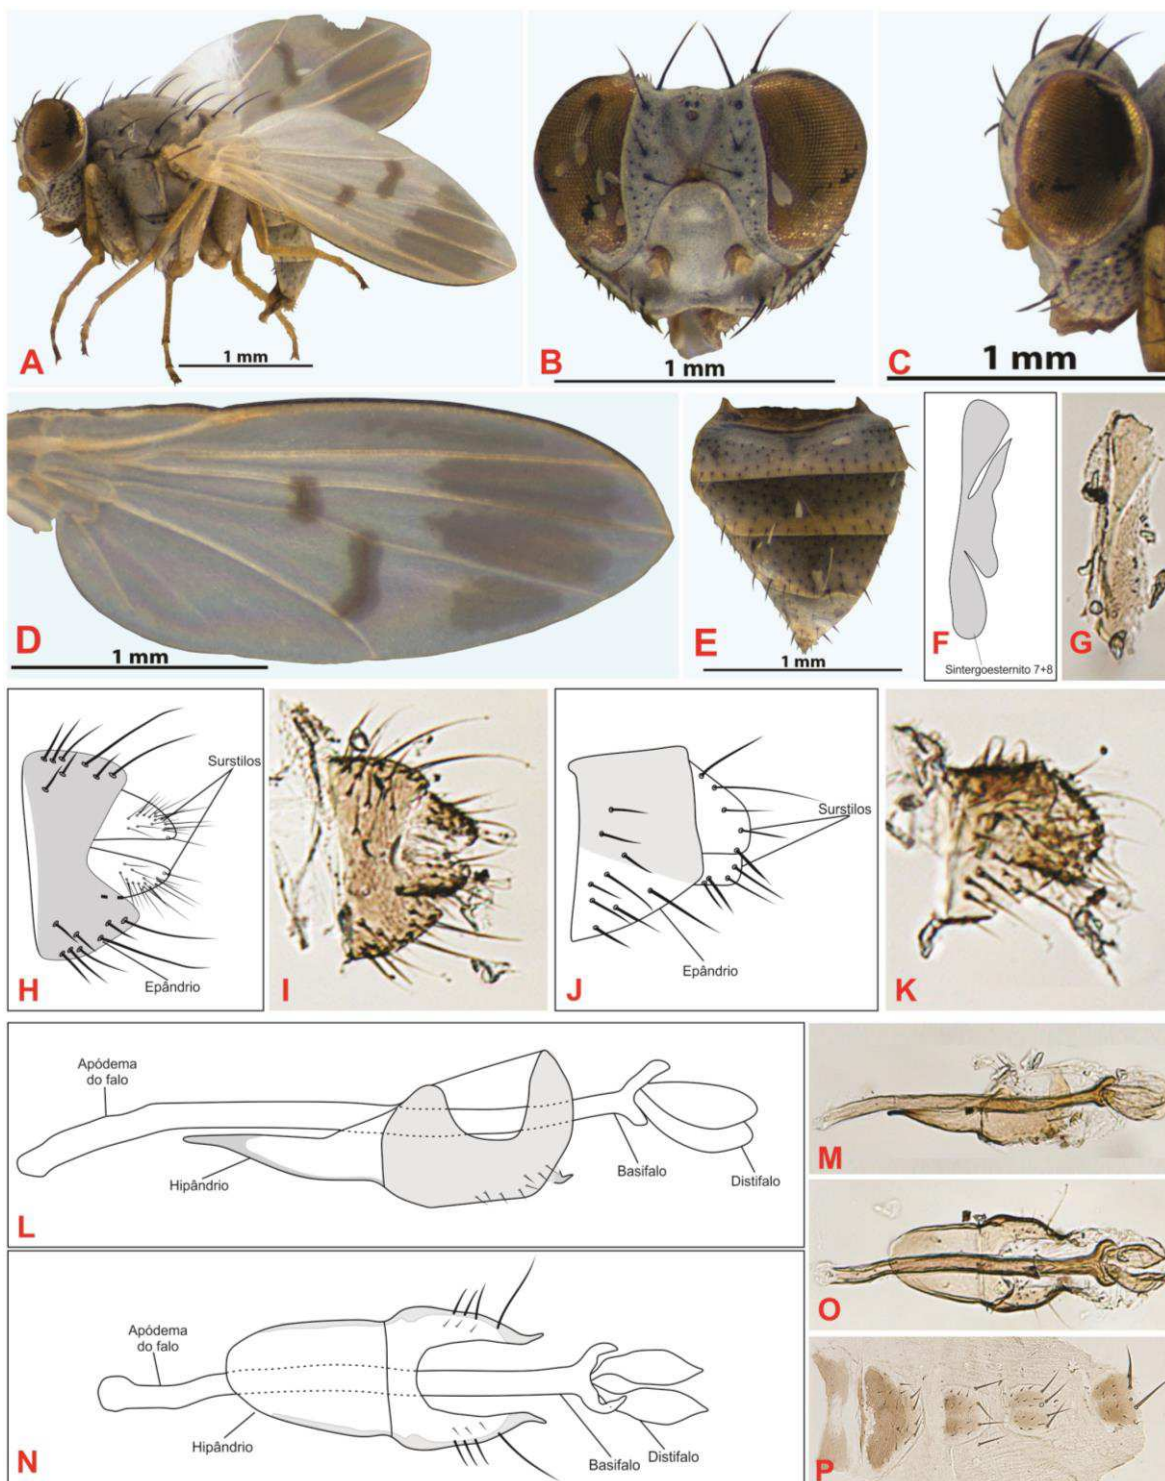 A
1 mm
B
1 mm
C
1 mm
D
1 mm
E
1 mm
F
Sintergoesternito 7+8
G
H
Surstilos
Epândrio
I
J
Surstilos
Epândrio
K
L
Apódema
do falo
Hipândrio
Basifalo
Distifalo
M
N
Apódema
do falo
Hipândrio
Basifalo
Distifalo
O
P